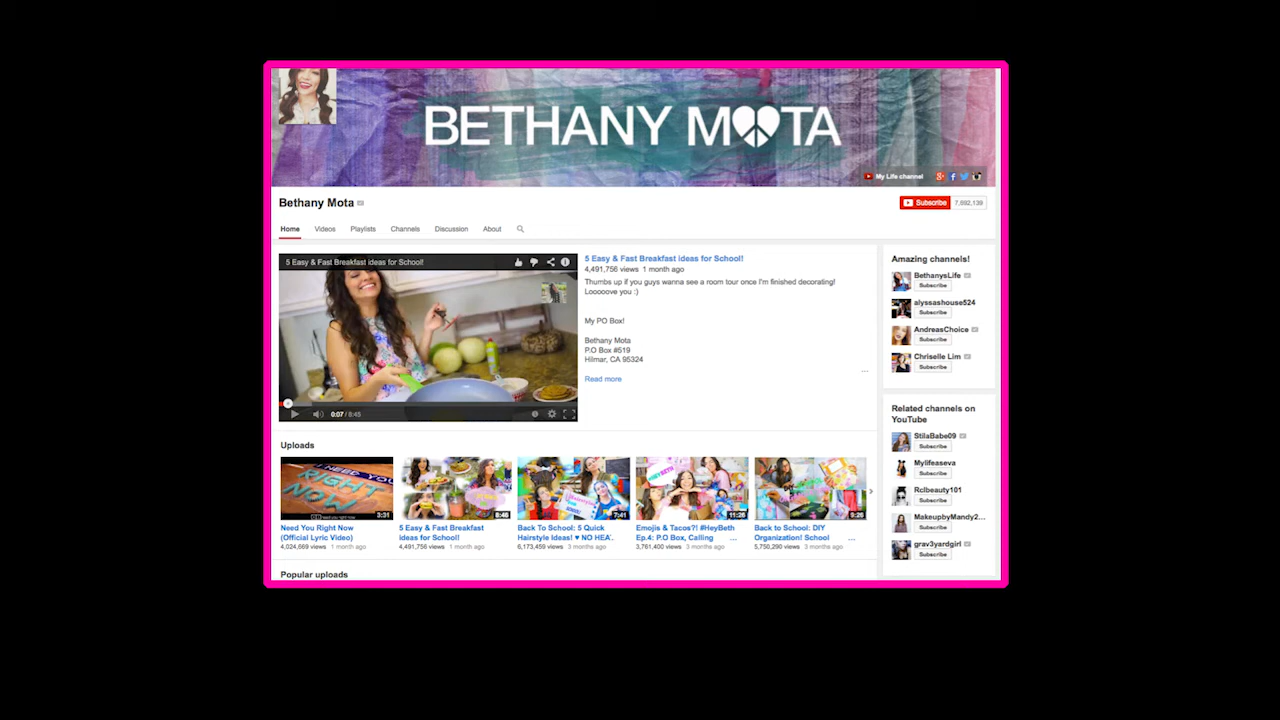 BETHANY MOTA
My Life channel
Bethany Mota
Subscribe 7,692,139
Home Videos Playlists Channels Discussion About
5 Easy & Fast Breakfast ideas for School!
0:07 / 8:45
5 Easy & Fast Breakfast ideas for School!
4,491,756 views 1 month ago
Thumbs up if you guys wanna see a room tour once I'm finished decorating!
Looooove you :)
My PO Box!
Bethany Mota
P.O Box #519
Hilmar, CA 95324
...
Read more
Uploads
I NEED YOU
RIGHT
NOW
3:31
Need You Right Now
(Official Lyric Video)
4,024,669 views 1 month ago
8:46
5 Easy & Fast Breakfast
ideas for School!
4,491,756 views 1 month ago
7:41
Back To School: 5 Quick
Hairstyle Ideas! ♥ NO HEA'.
6,173,459 views 3 months ago
11:26
Emojis & Tacos?! #HeyBeth
Ep.4: P.O Box, Calling ...
3,761,400 views 3 months ago
9:26
Back to School: DIY
Organization! School ...
5,750,290 views 3 months ago
Popular uploads
Amazing channels!
BethanysLife
Subscribe
alyssashouse524
Subscribe
AndreasChoice
Subscribe
Chriselle Lim
Subscribe
Related channels on
YouTube
StilaBabe09
Subscribe
Mylifeaseva
Subscribe
Rclbeauty101
Subscribe
MakeupbyMandy2...
Subscribe
grav3yardgirl
Subscribe